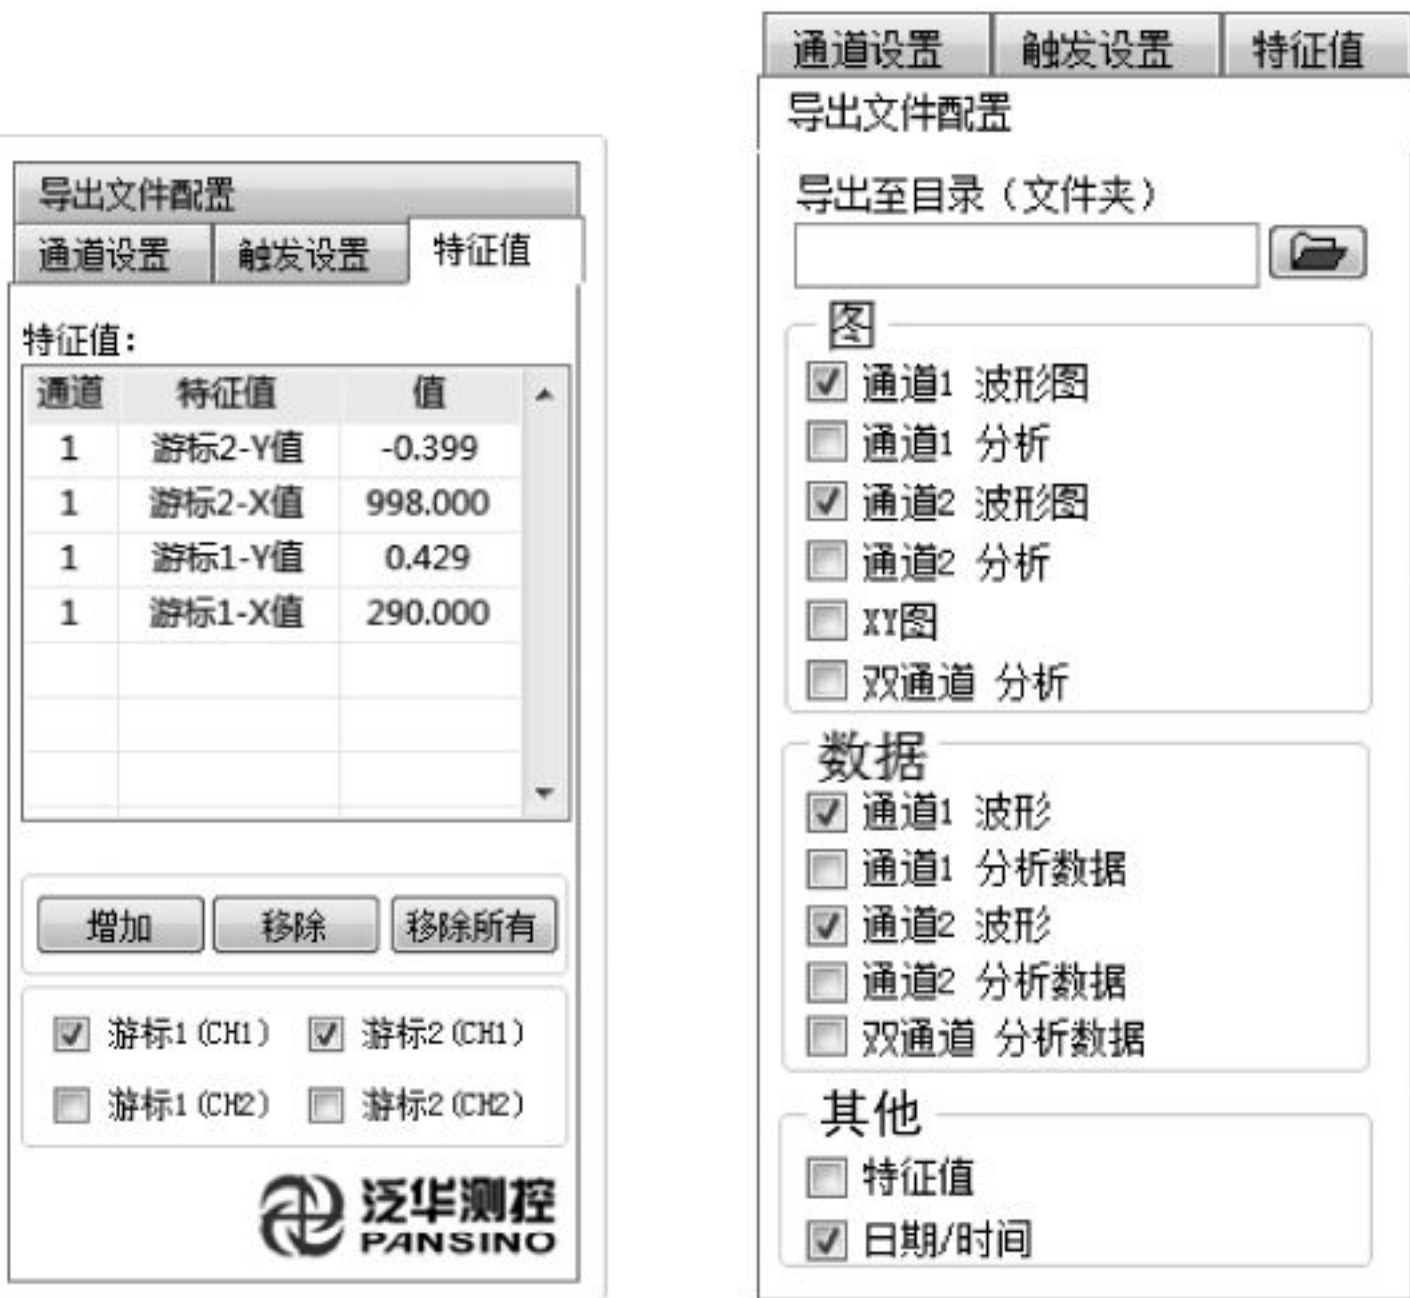 导出文件配置
通道设置 触发设置 特征值
特征值：
通道 特征值 值
1 游标2-Y值 -0.399
1 游标2-X值 998.000
1 游标1-Y值 0.429
1 游标1-X值 290.000
增加 移除 移除所有
游标1(CH1) 游标2(CH1)
游标1(CH2) 游标2(CH2)
泛华测控
PANSINO
通道设置 触发设置 特征值
导出文件配置
导出至目录（文件夹）
图
通道1 波形图
通道1 分析
通道2 波形图
通道2 分析
XY图
双通道 分析
数据
通道1 波形
通道1 分析数据
通道2 波形
通道2 分析数据
双通道 分析数据
其他
特征值
日期/时间